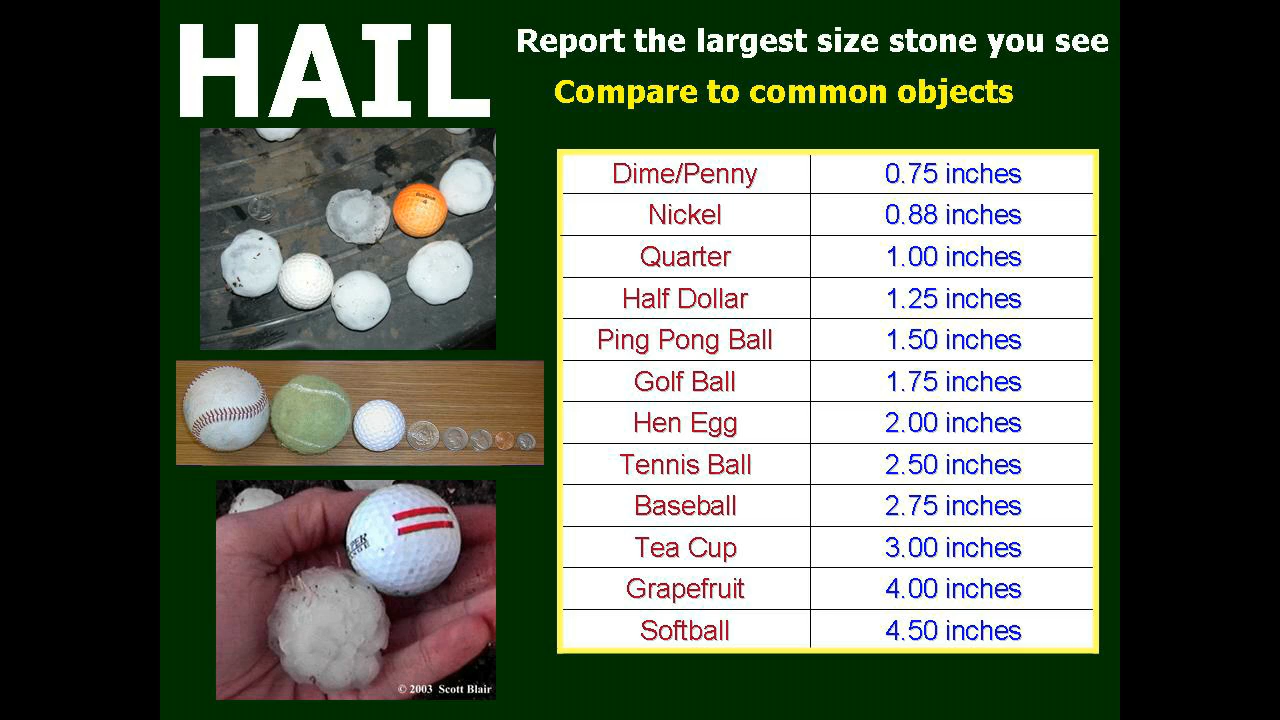 HAIL
Report the largest size stone you see
Compare to common objects
Dime/Penny 0.75 inches
Nickel 0.88 inches
Quarter 1.00 inches
Half Dollar 1.25 inches
Ping Pong Ball 1.50 inches
Golf Ball 1.75 inches
Hen Egg 2.00 inches
Tennis Ball 2.50 inches
Baseball 2.75 inches
Tea Cup 3.00 inches
Grapefruit 4.00 inches
Softball 4.50 inches
© 2003 Scott Blair